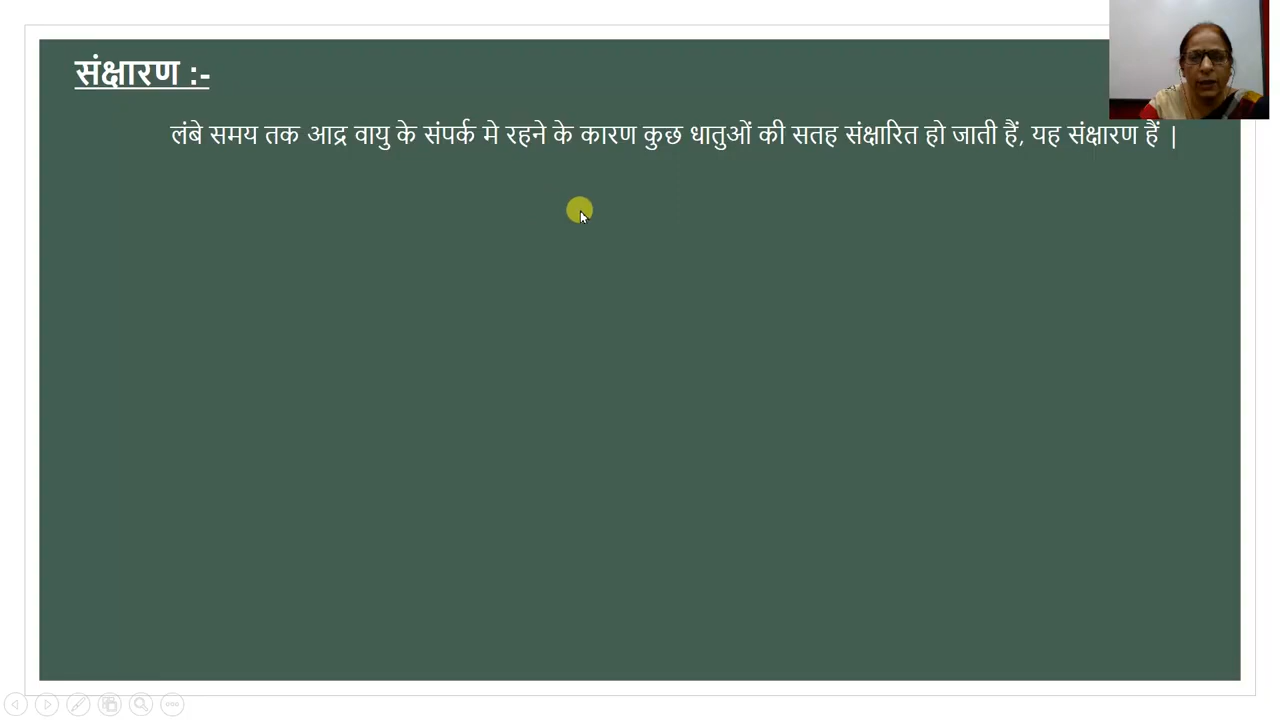 संक्षारण :-
लंबे समय तक आद्र वायु के संपर्क मे रहने के कारण कुछ धातुओं की सतह संक्षारित हो जाती हैं, यह संक्षारण हैं |